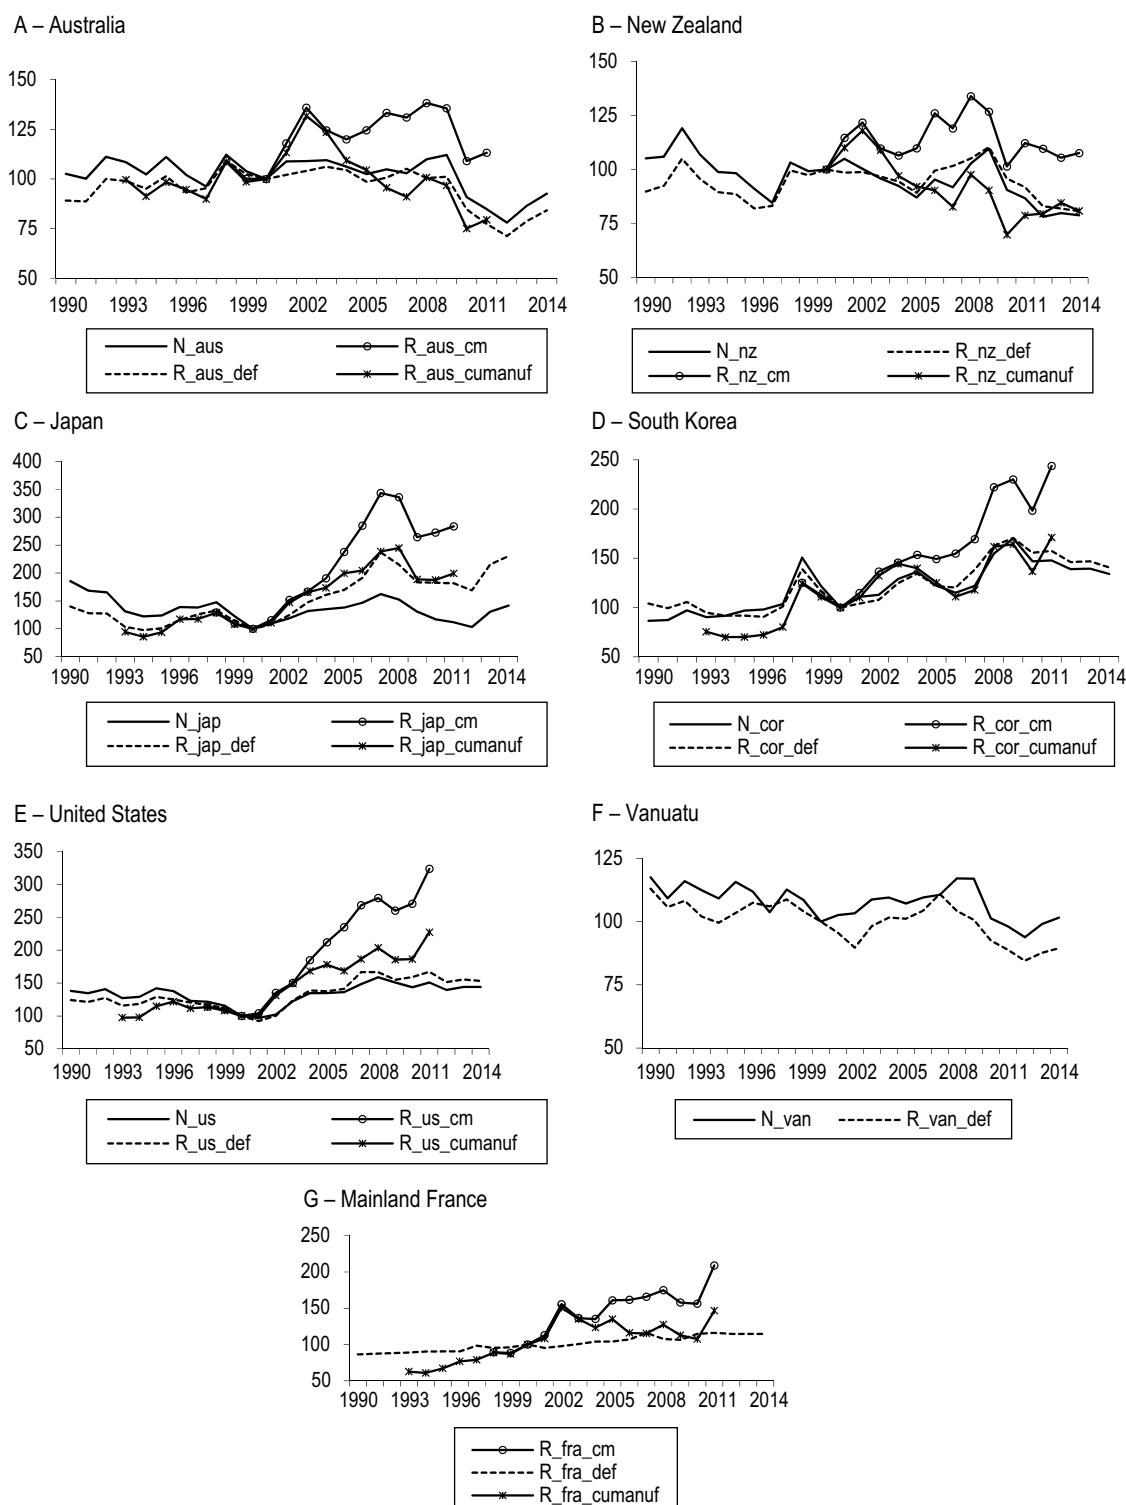 A – Australia
150
125
100
75
50
1990 1993 1996 1999 2002 2005 2008 2011 2014
N_aus R_aus_cm
R_aus_def R_aus_cumanuf
B – New Zealand
150
125
100
75
50
1990 1993 1996 1999 2002 2005 2008 2011 2014
N_nz R_nz_def
R_nz_cm R_nz_cumanuf
C – Japan
400
350
300
250
200
150
100
50
1990 1993 1996 1999 2002 2005 2008 2011 2014
N_jap R_jap_cm
R_jap_def R_jap_cumanuf
D – South Korea
250
200
150
100
50
1990 1993 1996 1999 2002 2005 2008 2011 2014
N_cor R_cor_cm
R_cor_def R_cor_cumanuf
E – United States
350
300
250
200
150
100
50
1990 1993 1996 1999 2002 2005 2008 2011 2014
N_us R_us_cm
R_us_def R_us_cumanuf
F – Vanuatu
125
100
75
50
1990 1993 1996 1999 2002 2005 2008 2011 2014
N_van R_van_def
G – Mainland France
250
200
150
100
50
1990 1993 1996 1999 2002 2005 2008 2011 2014
R_fra_cm
R_fra_def
R_fra_cumanuf